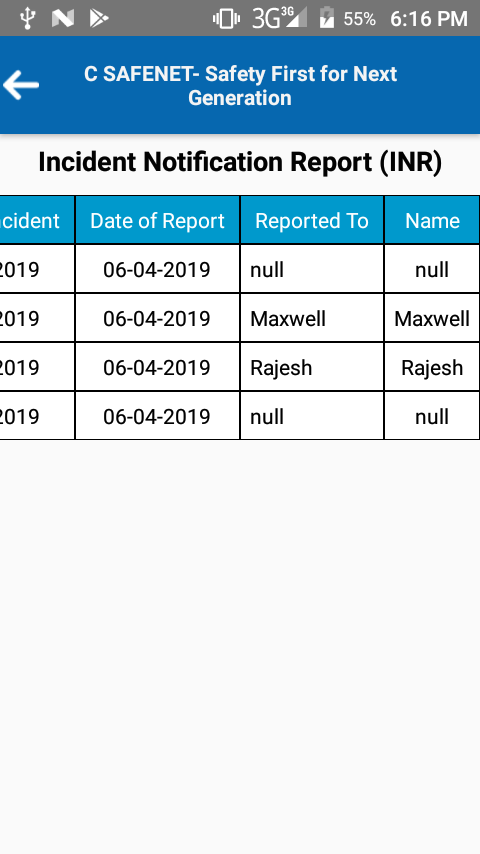 3G 3G 55% 6:16 PM
C SAFENET- Safety First for Next
Generation
Incident Notification Report (INR)
cident Date of Report Reported To Name
2019 06-04-2019 null null
2019 06-04-2019 Maxwell Maxwell
2019 06-04-2019 Rajesh Rajesh
2019 06-04-2019 null null